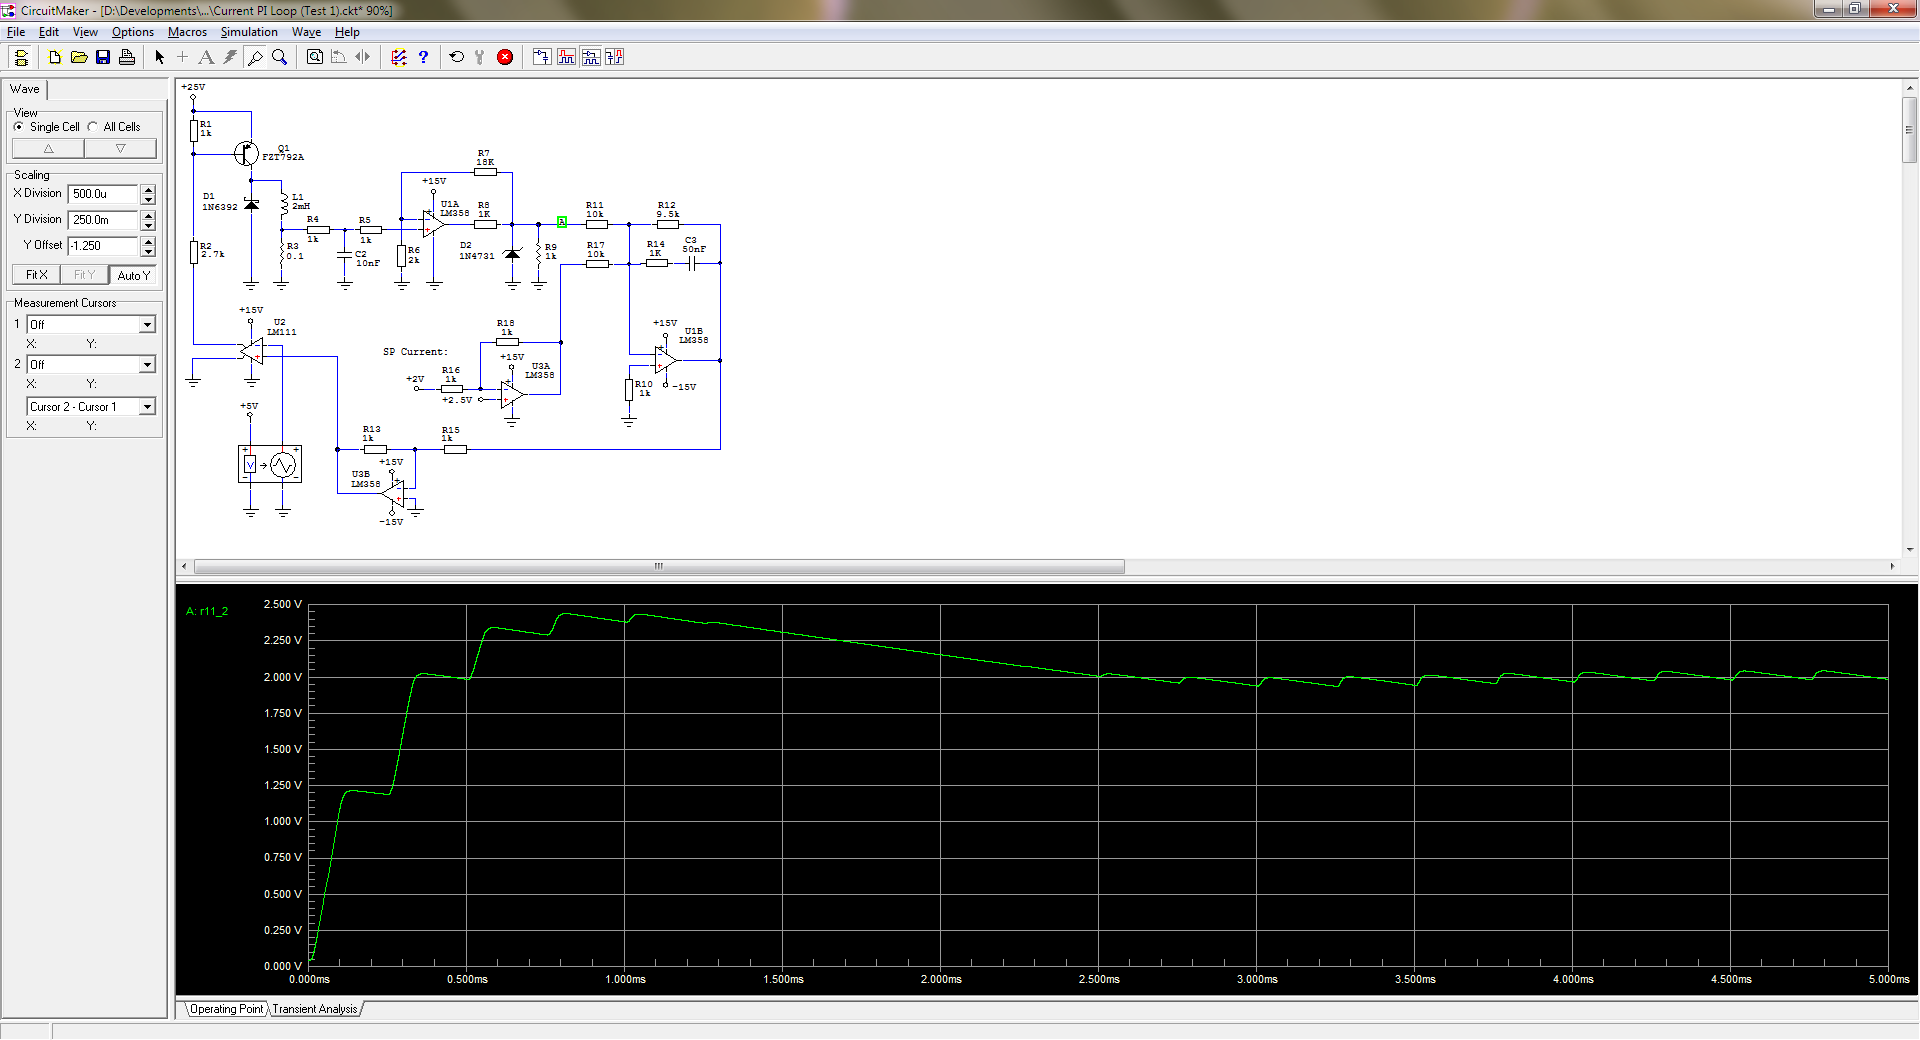 CircuitMaker - [D:\Developments\...\Current PI Loop (Test 1).ckt* 90%]
File Edit View Options Macros Simulation Wave Help
Wave
View
Single Cell All Cells
Scaling
X Division 500.0u
Y Division 250.0m
Y Offset -1.250
Fit X Fit Y Auto Y
Measurement Cursors
1 Off
X: Y:
2 Off
X: Y:
Cursor 2 - Cursor 1
X: Y:
+25V
R1
1k
Q1
FZT792A
D1
1N6392
L1
2mH
R2
2.7k
R3
0.1
R4
1k
R5
1k
C2
10nF
R6
2k
R7
18K
+15V
U1A
LM358
R8
1K
D2
1N4731
R9
1k
A
R11
10k
R12
9.5k
R17
10k
R14
1K
C3
50nF
+15V
U2
LM111
SP Current:
R18
1k
+15V
U3A
LM358
R16
1k
+2V
+2.5V
+15V
U1B
LM358
-15V
R10
1k
+5V
V
R13
1k
R15
1k
+15V
U3B
LM358
-15V
A: r11_2
2.500 V
2.250 V
2.000 V
1.750 V
1.500 V
1.250 V
1.000 V
0.750 V
0.500 V
0.250 V
0.000 V
0.000ms 0.500ms 1.000ms 1.500ms 2.000ms 2.500ms 3.000ms 3.500ms 4.000ms 4.500ms 5.000ms
Operating Point Transient Analysis